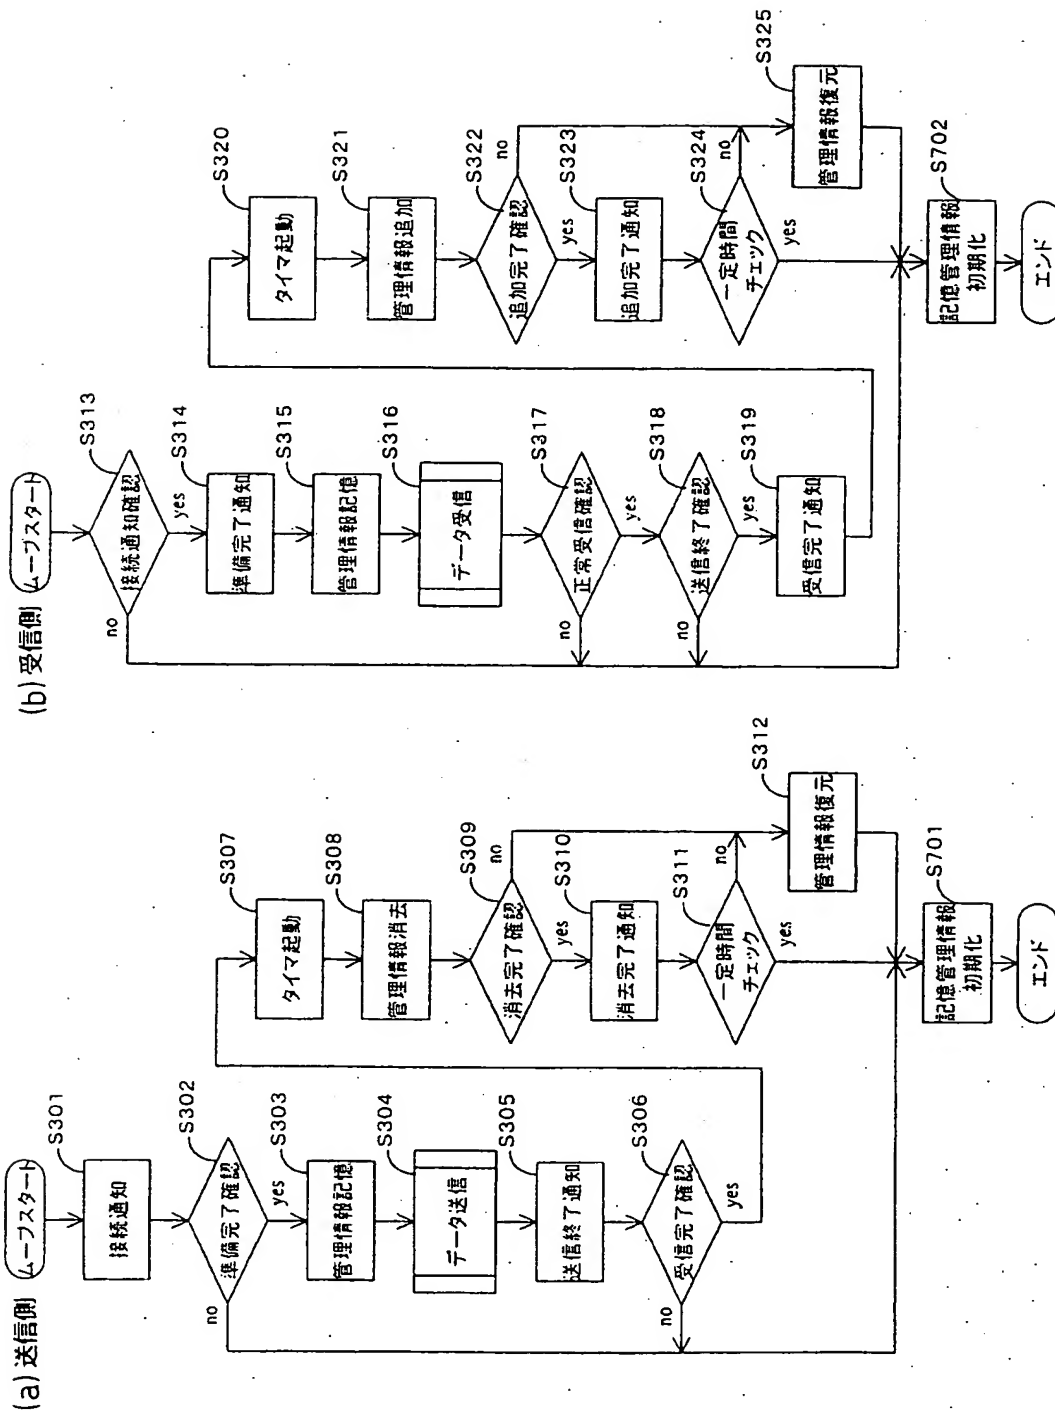 (a) 送信側
ムーブスタート
接続通知
S301
準備完了確認
S302
no
yes
管理情報記憶
S303
データ送信
S304
送信終了通知
S305
受信完了確認
S306
no
yes
タイマ起動
S307
管理情報消去
S308
消去完了確認
S309
no
yes
消去完了通知
S310
一定時間
チェック
S311
no
yes
管理情報復元
S312
記憶管理情報
初期化
S701
エンド
(b) 受信側
ムーブスタート
接続通知確認
S313
no
yes
準備完了通知
S314
管理情報記憶
S315
データ受信
S316
正常受信確認
S317
no
yes
送信終了確認
S318
no
yes
受信完了通知
S319
タイマ起動
S320
管理情報追加
S321
追加完了確認
S322
no
yes
追加完了通知
S323
一定時間
チェック
S324
no
yes
管理情報復元
S325
記憶管理情報
初期化
S702
エンド